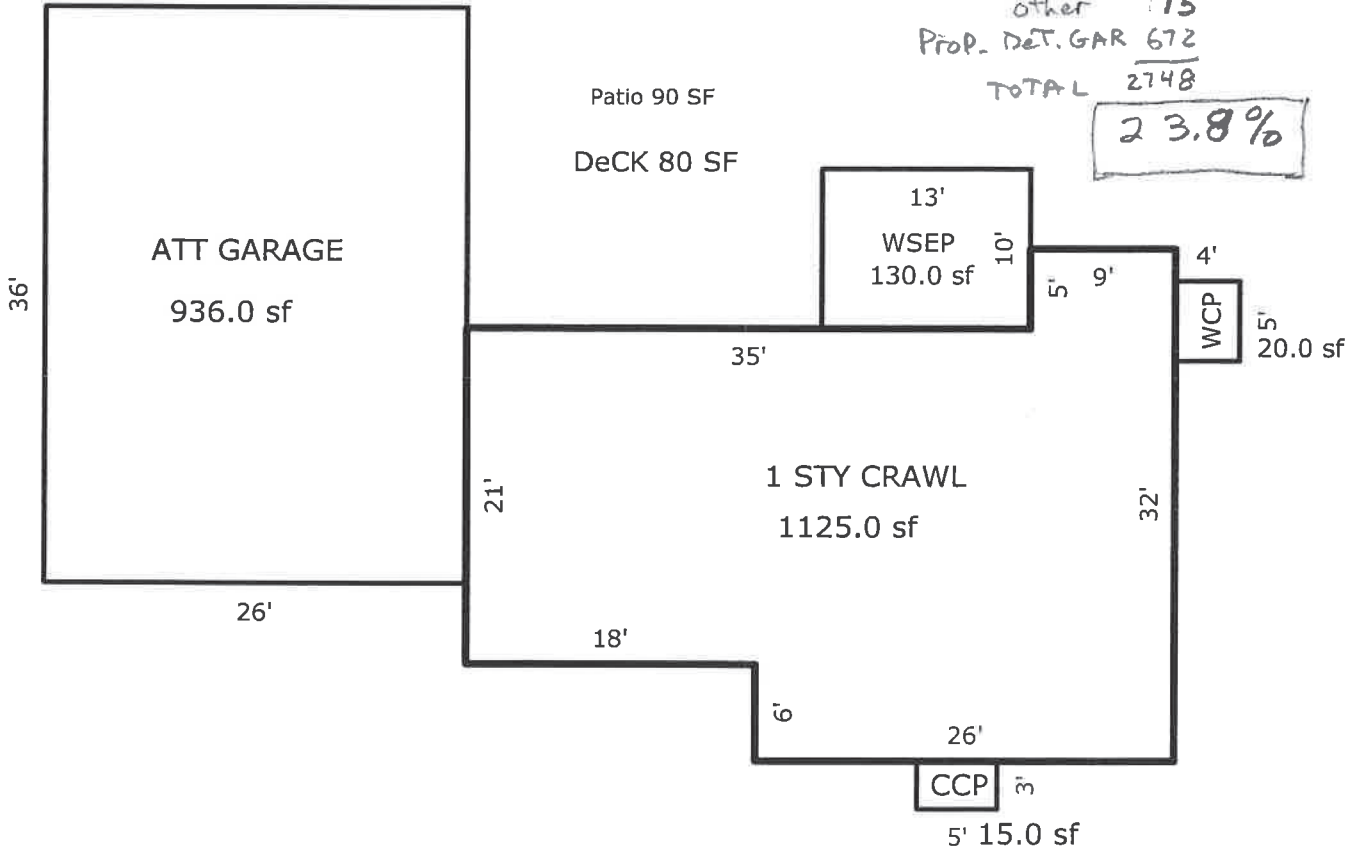 other 15
PROP. DET. GAR 672
TOTAL 2748
23.8%
Patio 90 SF
DeCK 80 SF
13'
WSEP
10'
130.0 sf
5'
9'
4'
WCP
5'
20.0 sf
ATT GARAGE
936.0 sf
36'
26'
35'
21'
1 STY CRAWL
1125.0 sf
32'
18'
6'
26'
CCP
3'
5' 15.0 sf